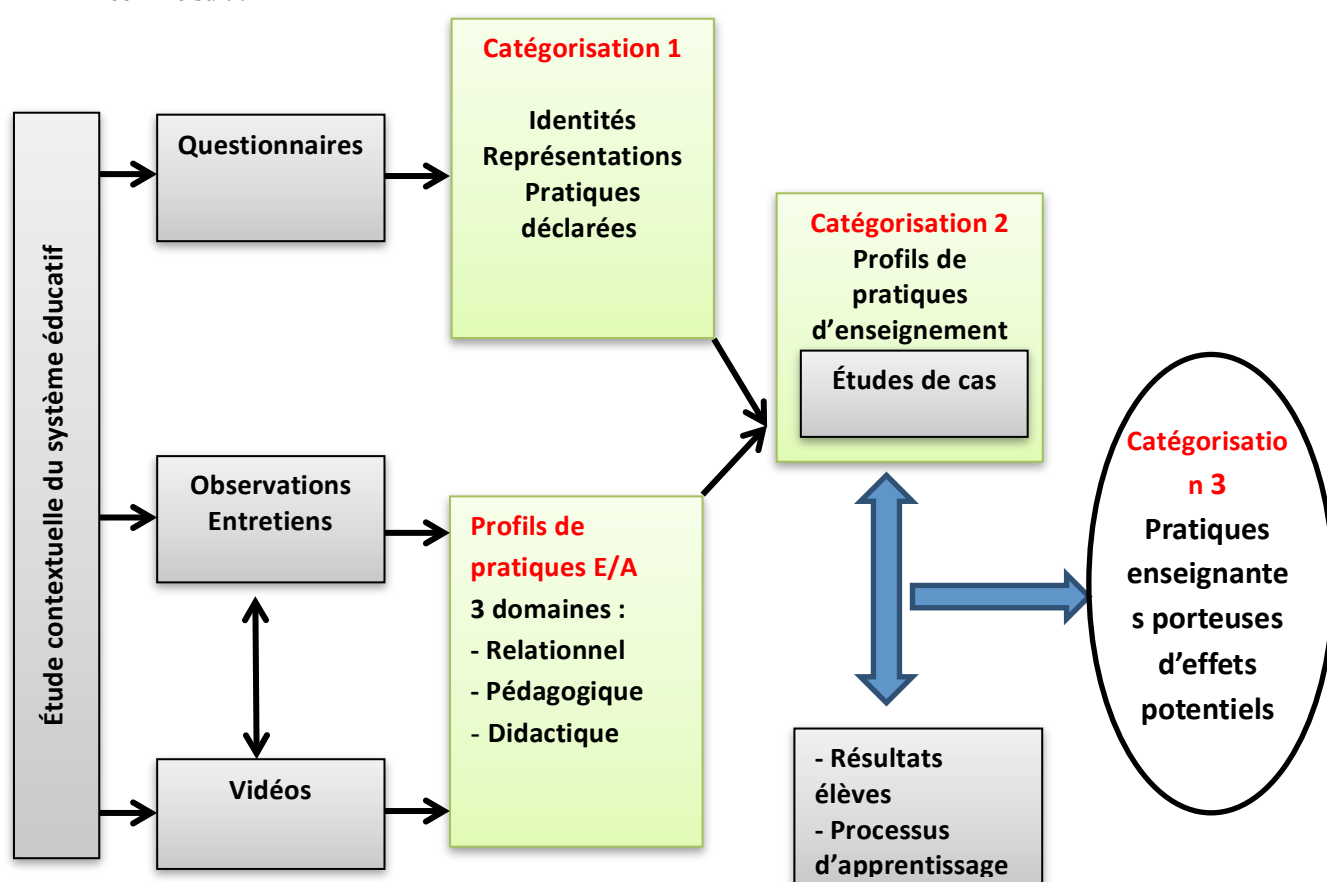 Étude contextuelle du système éducatif
Questionnaires
Catégorisation 1
Identités
Représentations
Pratiques
déclarées
Observations
Entretiens
Vidéos
Profils de
pratiques E/A
3 domaines :
- Relationnel
- Pédagogique
- Didactique
Catégorisation 2
Profils de
pratiques
d'enseignement
Études de cas
- Résultats
élèves
- Processus
d'apprentissage
Catégorisatio
n 3
Pratiques
enseignante
s porteuses
d'effets
potentiels